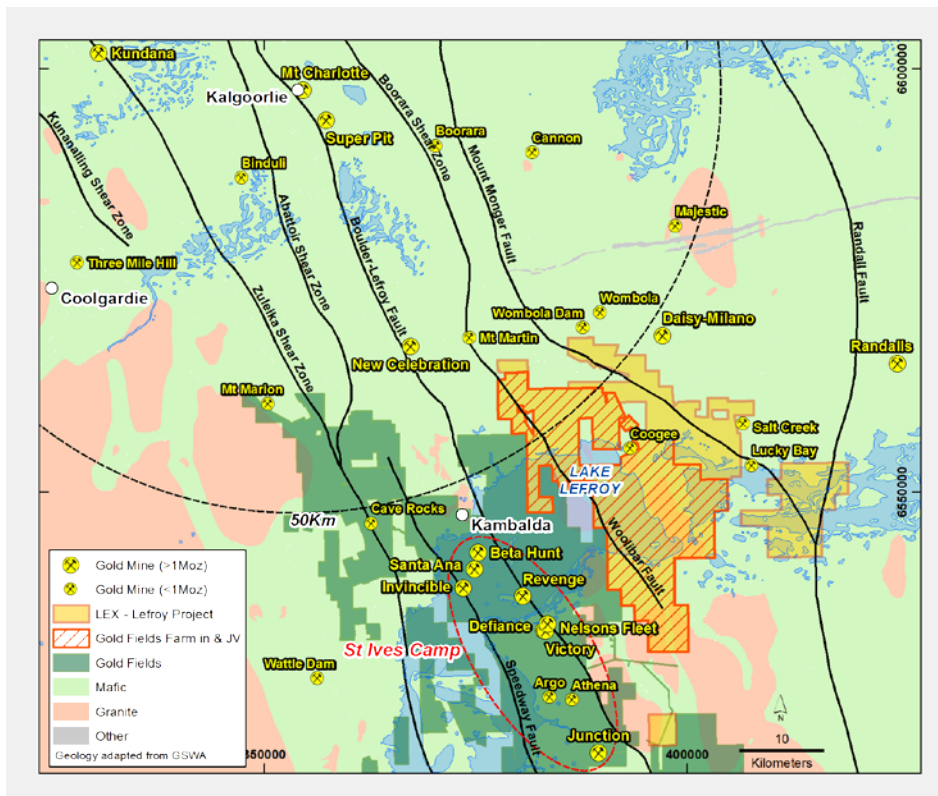 Kundana
Mt Charlotte
Kalgoorlie
Super Pit
Boorara Shear Zone
Boorara
Cannon
6600000
Kunanalling Shear Zone
Binduli
Abattoir Shear Zone
Mount Monger Fault
Majestic
Three Mile Hill
Coolgardie
Zuleika Shear Zone
Boulder-Lefroy Fault
Randall Fault
Wombola
Wombola Dam
Daisy-Milano
Mt Martin
New Celebration
Randalls
Mt Marion
Salt Creek
Coogee
Lucky Bay
LAKE
LEFROY
50Km
Cave Rocks
Kambalda
6550000
Woolibar Fault
Beta Hunt
Santa Ana
Revenge
Invincible
Defiance
Nelsons Fleet
Victory
St Ives Camp
Wattle Dam
Speedway Fault
Argo
Athena
Junction
Gold Mine (>1Moz)
Gold Mine (<1Moz)
LEX - Lefroy Project
Gold Fields Farm in & JV
Gold Fields
Mafic
Granite
Other
Geology adapted from GSWA
350000
400000
N
10
Kilometers